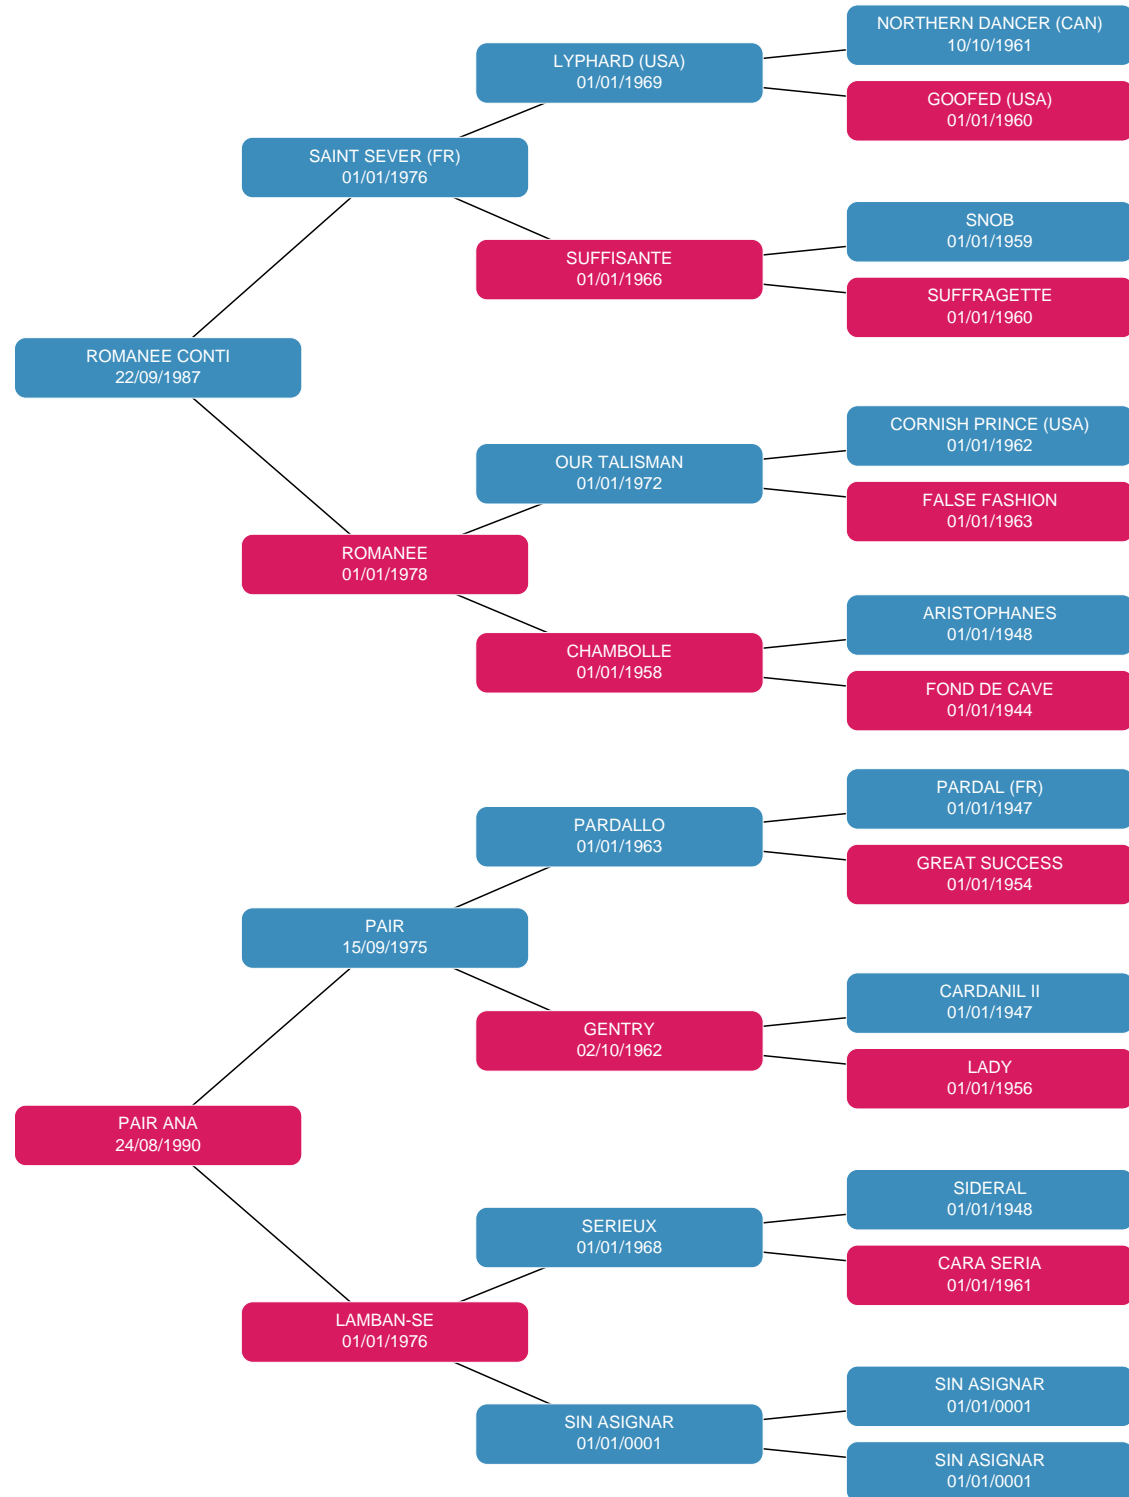 NORTHERN DANCER (CAN)
10/10/1961
LYPHARD (USA)
01/01/1969
GOOFED (USA)
01/01/1960
SAINT SEVER (FR)
01/01/1976
SNOB
01/01/1959
SUFFISANTE
01/01/1966
SUFFRAGETTE
01/01/1960
ROMANEE CONTI
22/09/1987
CORNISH PRINCE (USA)
01/01/1962
OUR TALISMAN
01/01/1972
FALSE FASHION
01/01/1963
ROMANEE
01/01/1978
ARISTOPHANES
01/01/1948
CHAMBOLLE
01/01/1958
FOND DE CAVE
01/01/1944
PARDAL (FR)
01/01/1947
PARDALLO
01/01/1963
GREAT SUCCESS
01/01/1954
PAIR
15/09/1975
CARDANIL II
01/01/1947
GENTRY
02/10/1962
LADY
01/01/1956
PAIR ANA
24/08/1990
SIDERAL
01/01/1948
SERIEUX
01/01/1968
CARA SERIA
01/01/1961
LAMBAN-SE
01/01/1976
SIN ASIGNAR
01/01/0001
SIN ASIGNAR
01/01/0001
SIN ASIGNAR
01/01/0001